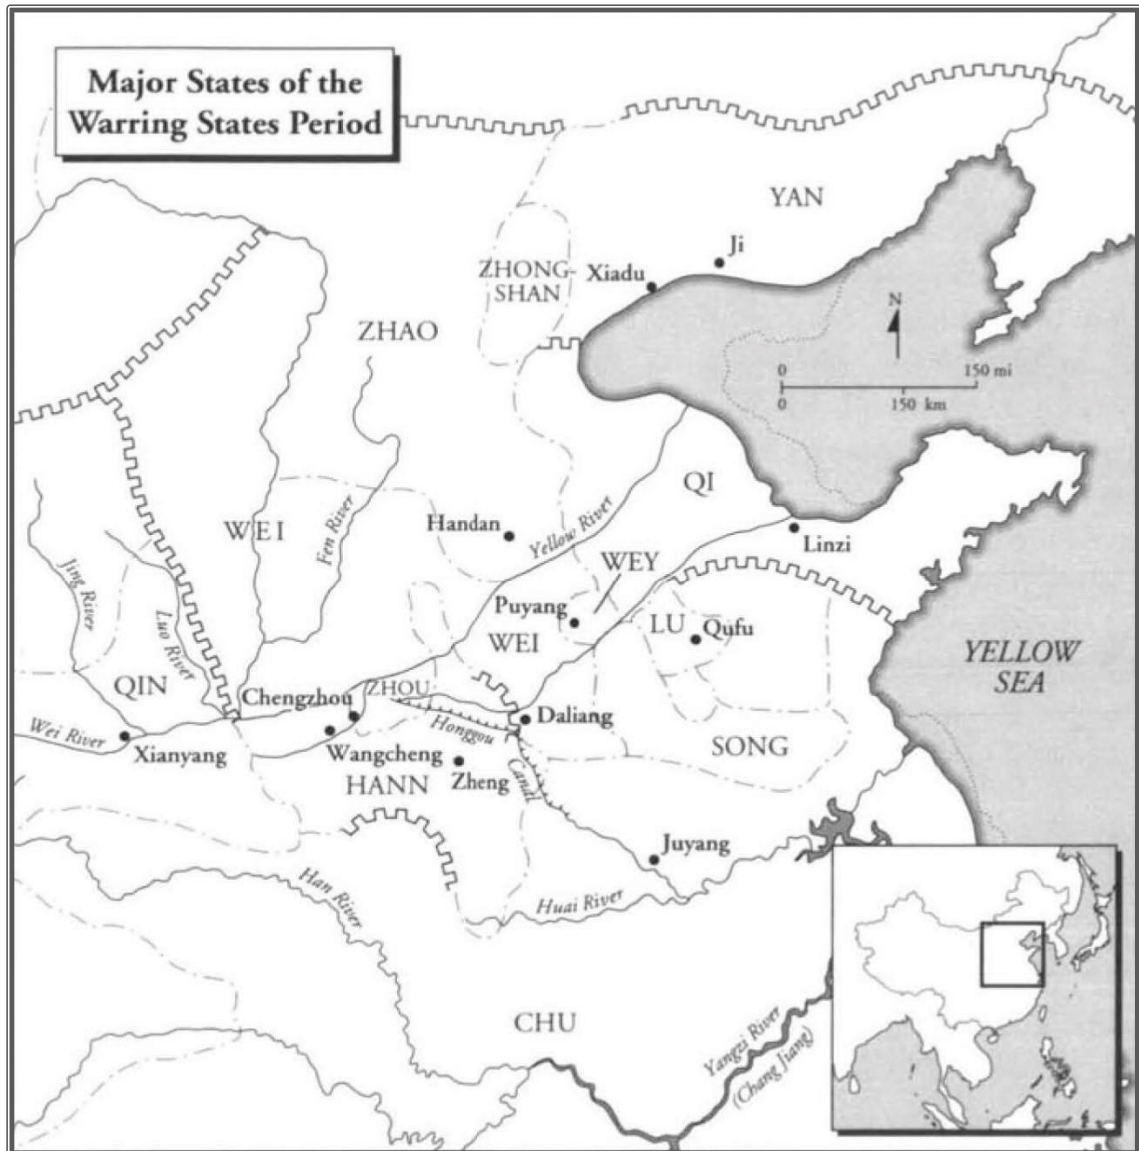 Major States of the
Warring States Period
YAN
Ji
ZHONG-
SHAN
Xiadu
N
ZHAO
0
150 mi
0
150 km
QI
WEI
Fen River
Handan
Yellow River
Linzi
Jing River
WEY
Luo River
Puyang
LU
Qufu
WEI
YELLOW
SEA
QIN
ZHOU
Chengzhou
Wei River
Honggou
Daliang
Xianyang
Wangcheng
SONG
HANN
Zheng
Canal
Juyang
Han River
Huai River
CHU
Yangzi River
(Chang Jiang)